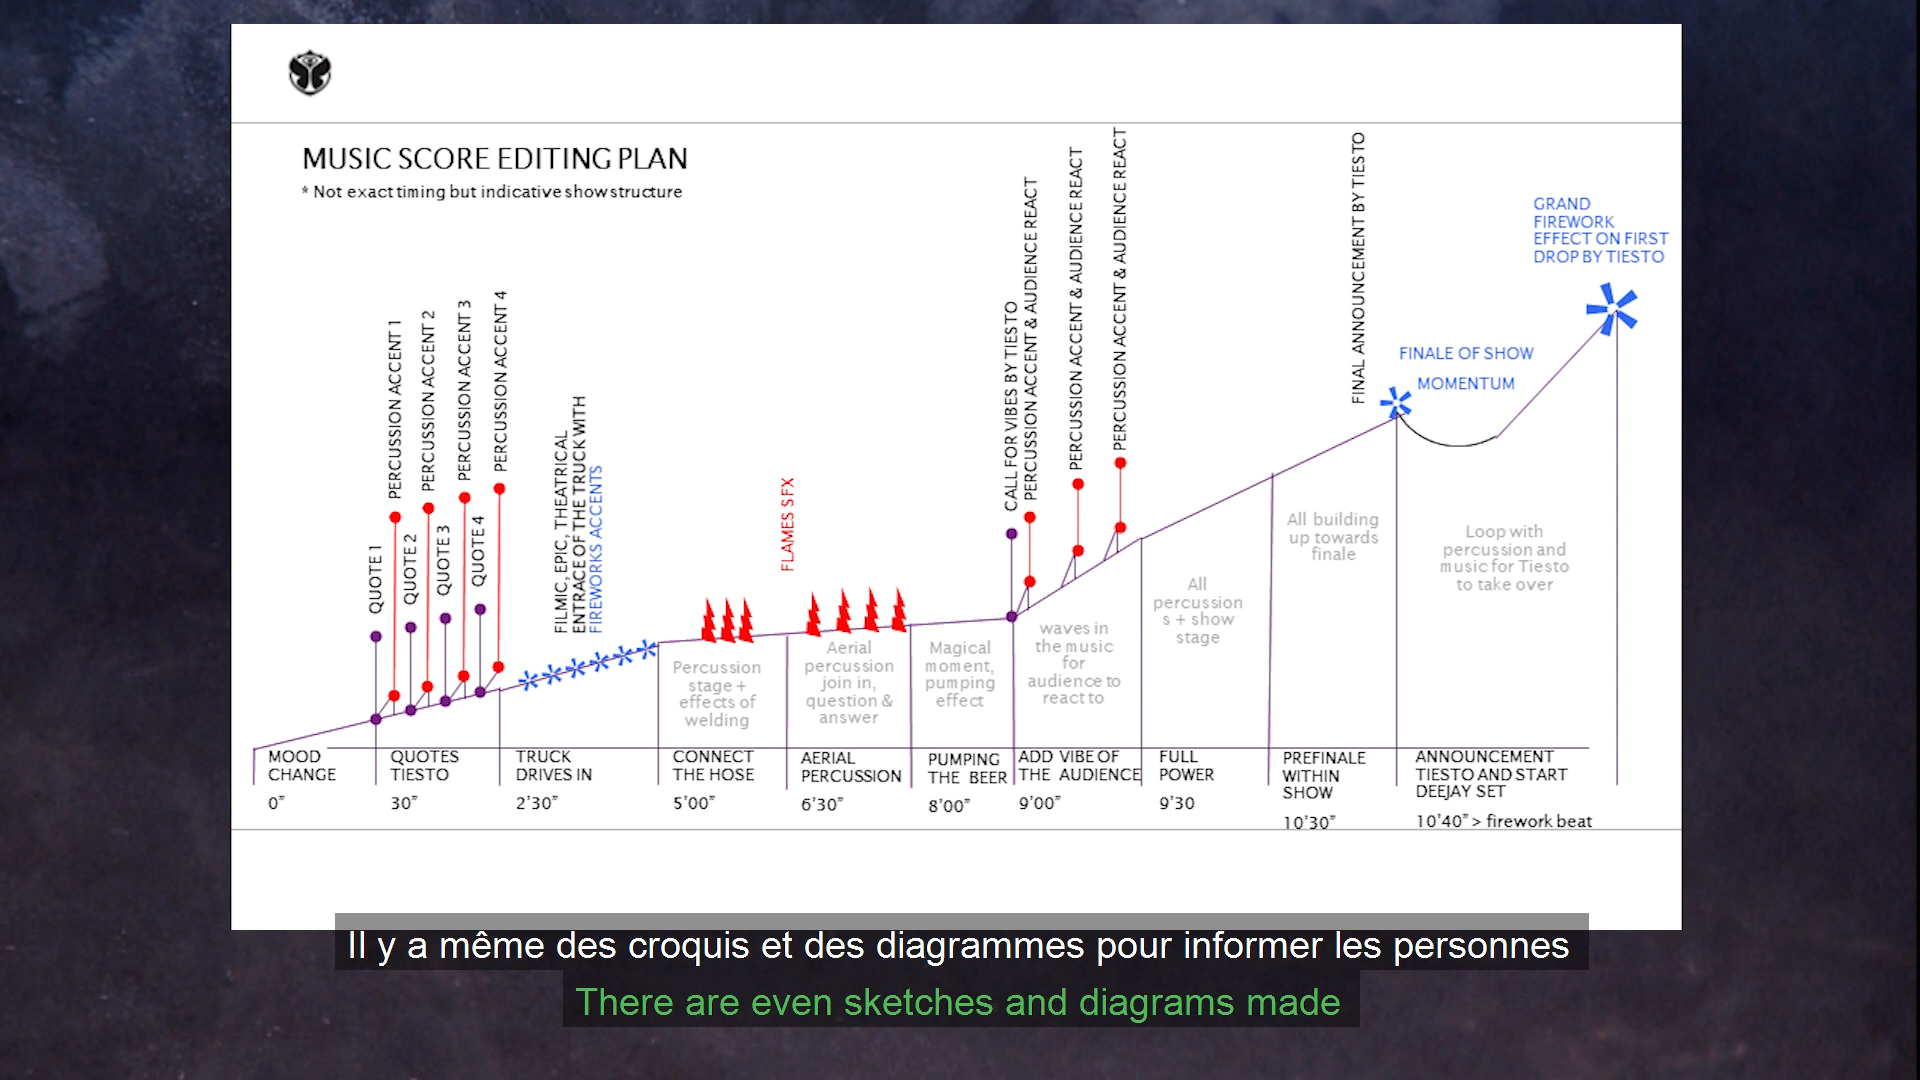 MUSIC SCORE EDITING PLAN
* Not exact timing but indicative show structure
QUOTE 1
PERCUSSION ACCENT 1
QUOTE 2
PERCUSSION ACCENT 2
QUOTE 3
PERCUSSION ACCENT 3
QUOTE 4
PERCUSSION ACCENT 4
FILMIC, EPIC, THEATRICAL
ENTRACE OF THE TRUCK WITH
FIREWORKS ACCENTS
FLAMES SFX
CALL FOR VIBES BY TIESTO
PERCUSSION ACCENT & AUDIENCE REACT
PERCUSSION ACCENT & AUDIENCE REACT
PERCUSSION ACCENT & AUDIENCE REACT
FINAL ANNOUNCEMENT BY TIESTO
FINALE OF SHOW
MOMENTUM
GRAND
FIREWORK
EFFECT ON FIRST
DROP BY TIESTO
Percussion
stage +
effects of
welding
Aerial
percussion
join in,
question &
answer
Magical
moment,
pumping
effect
waves in
the music
for
audience to
react to
All
percussion
s + show
stage
All building
up towards
finale
Loop with
percussion and
music for Tiesto
to take over
MOOD
CHANGE
0”
QUOTES
TIESTO
30”
TRUCK
DRIVES IN
2’30”
CONNECT
THE HOSE
5’00”
AERIAL
PERCUSSION
6’30”
PUMPING
THE BEER
8’00”
ADD VIBE OF
THE AUDIENCE
9’00”
FULL
POWER
9’30
PREFINALE
WITHIN
SHOW
10’30”
ANNOUNCEMENT
TIESTO AND START
DEEJAY SET
10’40” > firework beat
Il y a même des croquis et des diagrammes pour informer les personnes
There are even sketches and diagrams made